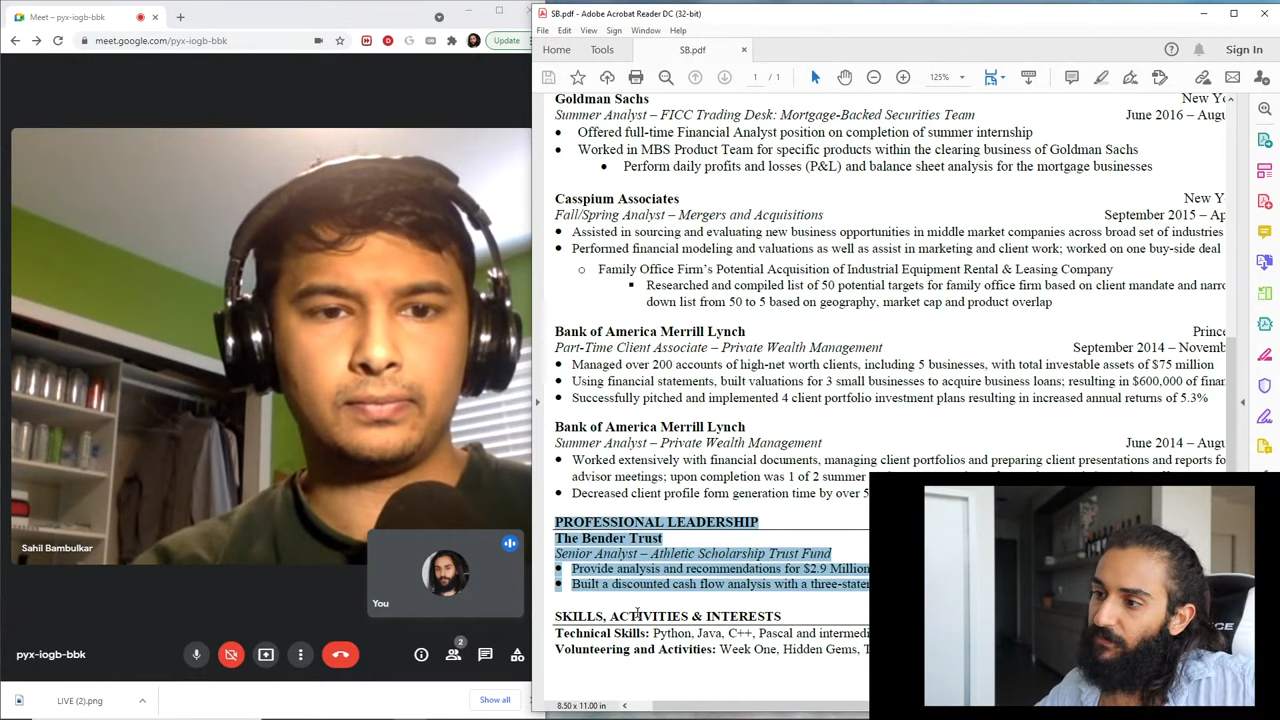 Meet – pyx-iogb-bbk
meet.google.com/pyx-iogb-bbk
Update
Sahil Bambulkar
You
pyx-iogb-bbk
2
LIVE (2).png
Show all
SB.pdf - Adobe Acrobat Reader DC (32-bit)
File Edit View Sign Window Help
Home Tools SB.pdf Sign In
1 / 1 125%
Goldman Sachs New Yo
Summer Analyst – FICC Trading Desk: Mortgage-Backed Securities Team June 2016 – Augu
• Offered full-time Financial Analyst position on completion of summer internship
• Worked in MBS Product Team for specific products within the clearing business of Goldman Sachs
• Perform daily profits and losses (P&L) and balance sheet analysis for the mortgage businesses
Casspium Associates New Y
Fall/Spring Analyst – Mergers and Acquisitions September 2015 – Ap
• Assisted in sourcing and evaluating new business opportunities in middle market companies across broad set of industries
• Performed financial modeling and valuations as well as assist in marketing and client work; worked on one buy-side deal
o Family Office Firm's Potential Acquisition of Industrial Equipment Rental & Leasing Company
▪ Researched and compiled list of 50 potential targets for family office firm based on client mandate and narro
down list from 50 to 5 based on geography, market cap and product overlap
Bank of America Merrill Lynch Prince
Part-Time Client Associate – Private Wealth Management September 2014 – Novemb
• Managed over 200 accounts of high-net worth clients, including 5 businesses, with total investable assets of $75 million
• Using financial statements, built valuations for 3 small businesses to acquire business loans; resulting in $600,000 of finan
• Successfully pitched and implemented 4 client portfolio investment plans resulting in increased annual returns of 5.3%
Bank of America Merrill Lynch
Summer Analyst – Private Wealth Management June 2014 – Augu
• Worked extensively with financial documents, managing client portfolios and preparing client presentations and reports fo
advisor meetings; upon completion was 1 of 2 summer
• Decreased client profile form generation time by over 5
PROFESSIONAL LEADERSHIP
The Bender Trust
Senior Analyst – Athletic Scholarship Trust Fund
• Provide analysis and recommendations for $2.9 Million
• Built a discounted cash flow analysis with a three-stater
SKILLS, ACTIVITIES & INTERESTS
Technical Skills: Python, Java, C++, Pascal and intermedi
Volunteering and Activities: Week One, Hidden Gems, T
8.50 x 11.00 in